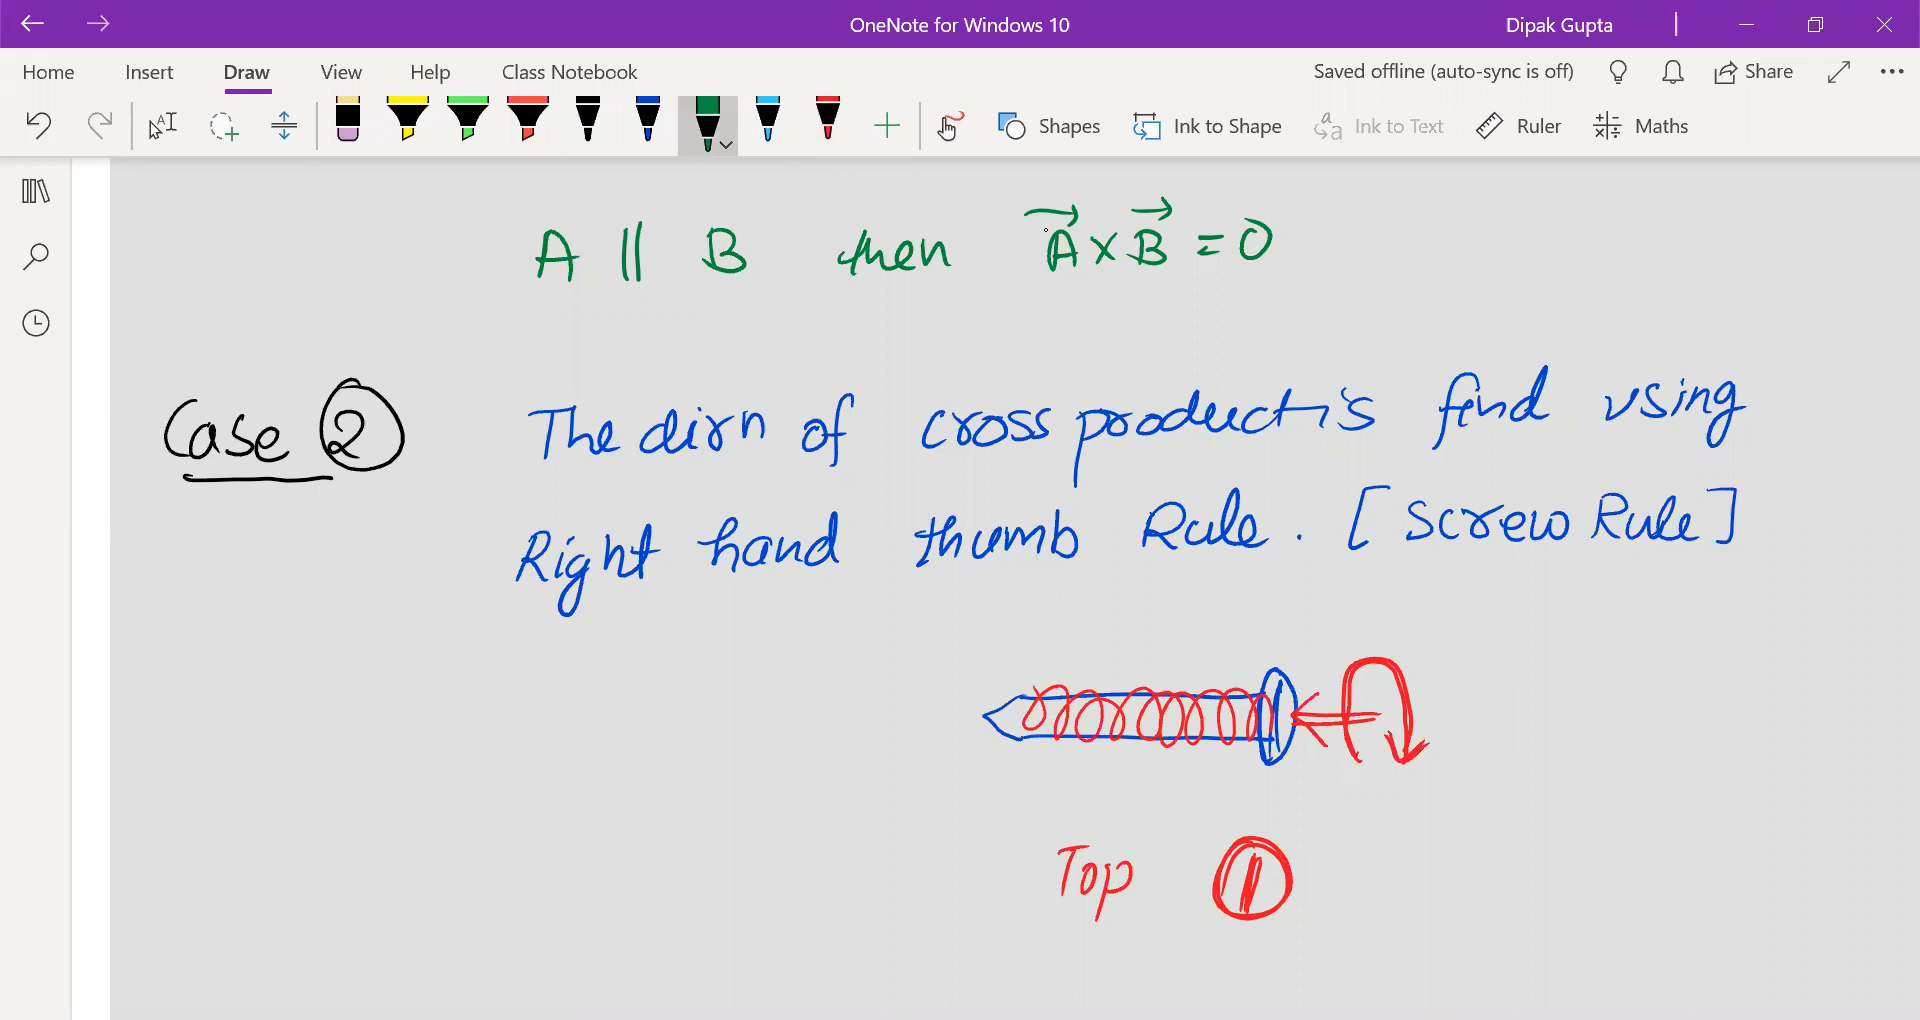 OneNote for Windows 10
Dipak Gupta
Home Insert Draw View Help Class Notebook
Saved offline (auto-sync is off) Share
Shapes Ink to Shape Ink to Text Ruler Maths
A || B then A×B = 0
Case 2
The dirn of cross product is find using
Right hand thumb Rule. [Screw Rule]
Top